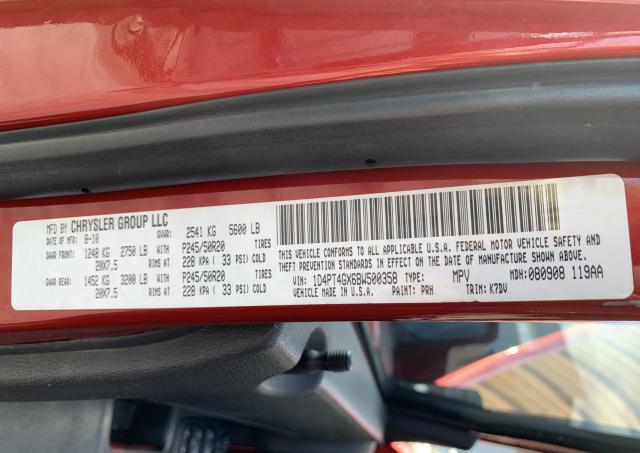 MFD BY CHRYSLER GROUP LLC
DATE OF MFR: 8-10 GVWR: 2541 KG 5600 LB
GAWR FRONT: 1248 KG 2750 LB WITH P245/50R20 TIRES
20X7.5 RIMS AT 228 KPA ( 33 PSI) COLD
GAWR REAR: 1452 KG 3200 LB WITH P245/50R20 TIRES
20X7.5 RIMS AT 228 KPA ( 33 PSI) COLD
THIS VEHICLE CONFORMS TO ALL APPLICABLE U.S.A. FEDERAL MOTOR VEHICLE SAFETY AND
THEFT PREVENTION STANDARDS IN EFFECT ON THE DATE OF MANUFACTURE SHOWN ABOVE.
VIN: 1D4PT4GX6BW500358 TYPE: MPV MDH: 080908 119AA
MADE IN U.S.A. PAINT: PRH TRIM: K7DV